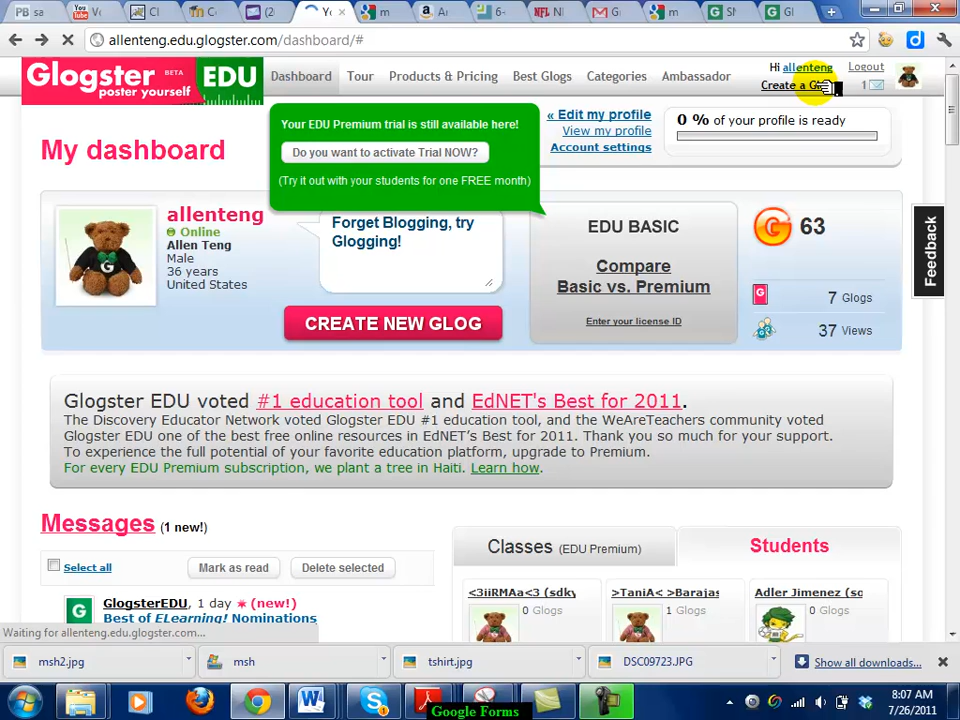 allenteng.edu.glogster.com/dashboard/#
Glogster BETA EDU
poster yourself
Dashboard Tour Products & Pricing Best Glogs Categories Ambassador
Hi allenteng Logout
Create a 1
Your EDU Premium trial is still available here!
Do you want to activate Trial NOW?
(Try it out with your students for one FREE month)
« Edit my profile
View my profile
Account settings
0 % of your profile is ready
My dashboard
allenteng
Online
Allen Teng
Male
36 years
United States
Forget Blogging, try
Glogging!
CREATE NEW GLOG
EDU BASIC
Compare
Basic vs. Premium
Enter your license ID
63
7 Glogs
37 Views
Feedback
Glogster EDU voted #1 education tool and EdNET's Best for 2011.
The Discovery Educator Network voted Glogster EDU #1 education tool, and the WeAreTeachers community voted
Glogster EDU one of the best free online resources in EdNET's Best for 2011. Thank you so much for your support.
To experience the full potential of your favorite education platform, upgrade to Premium.
For every EDU Premium subscription, we plant a tree in Haiti. Learn how.
Messages (1 new!)
Select all Mark as read Delete selected
GlogsterEDU, 1 day (new!)
Best of ELearning! Nominations
Classes (EDU Premium) Students
<3iiRMAa<3 (sdky >TaniA< >Barajas Adler Jimenez (sc
0 Glogs 1 Glogs 0 Glogs
Waiting for allenteng.edu.glogster.com...
msh2.jpg msh tshirt.jpg DSC09723.JPG Show all downloads...
Google Forms
8:07 AM
7/26/2011